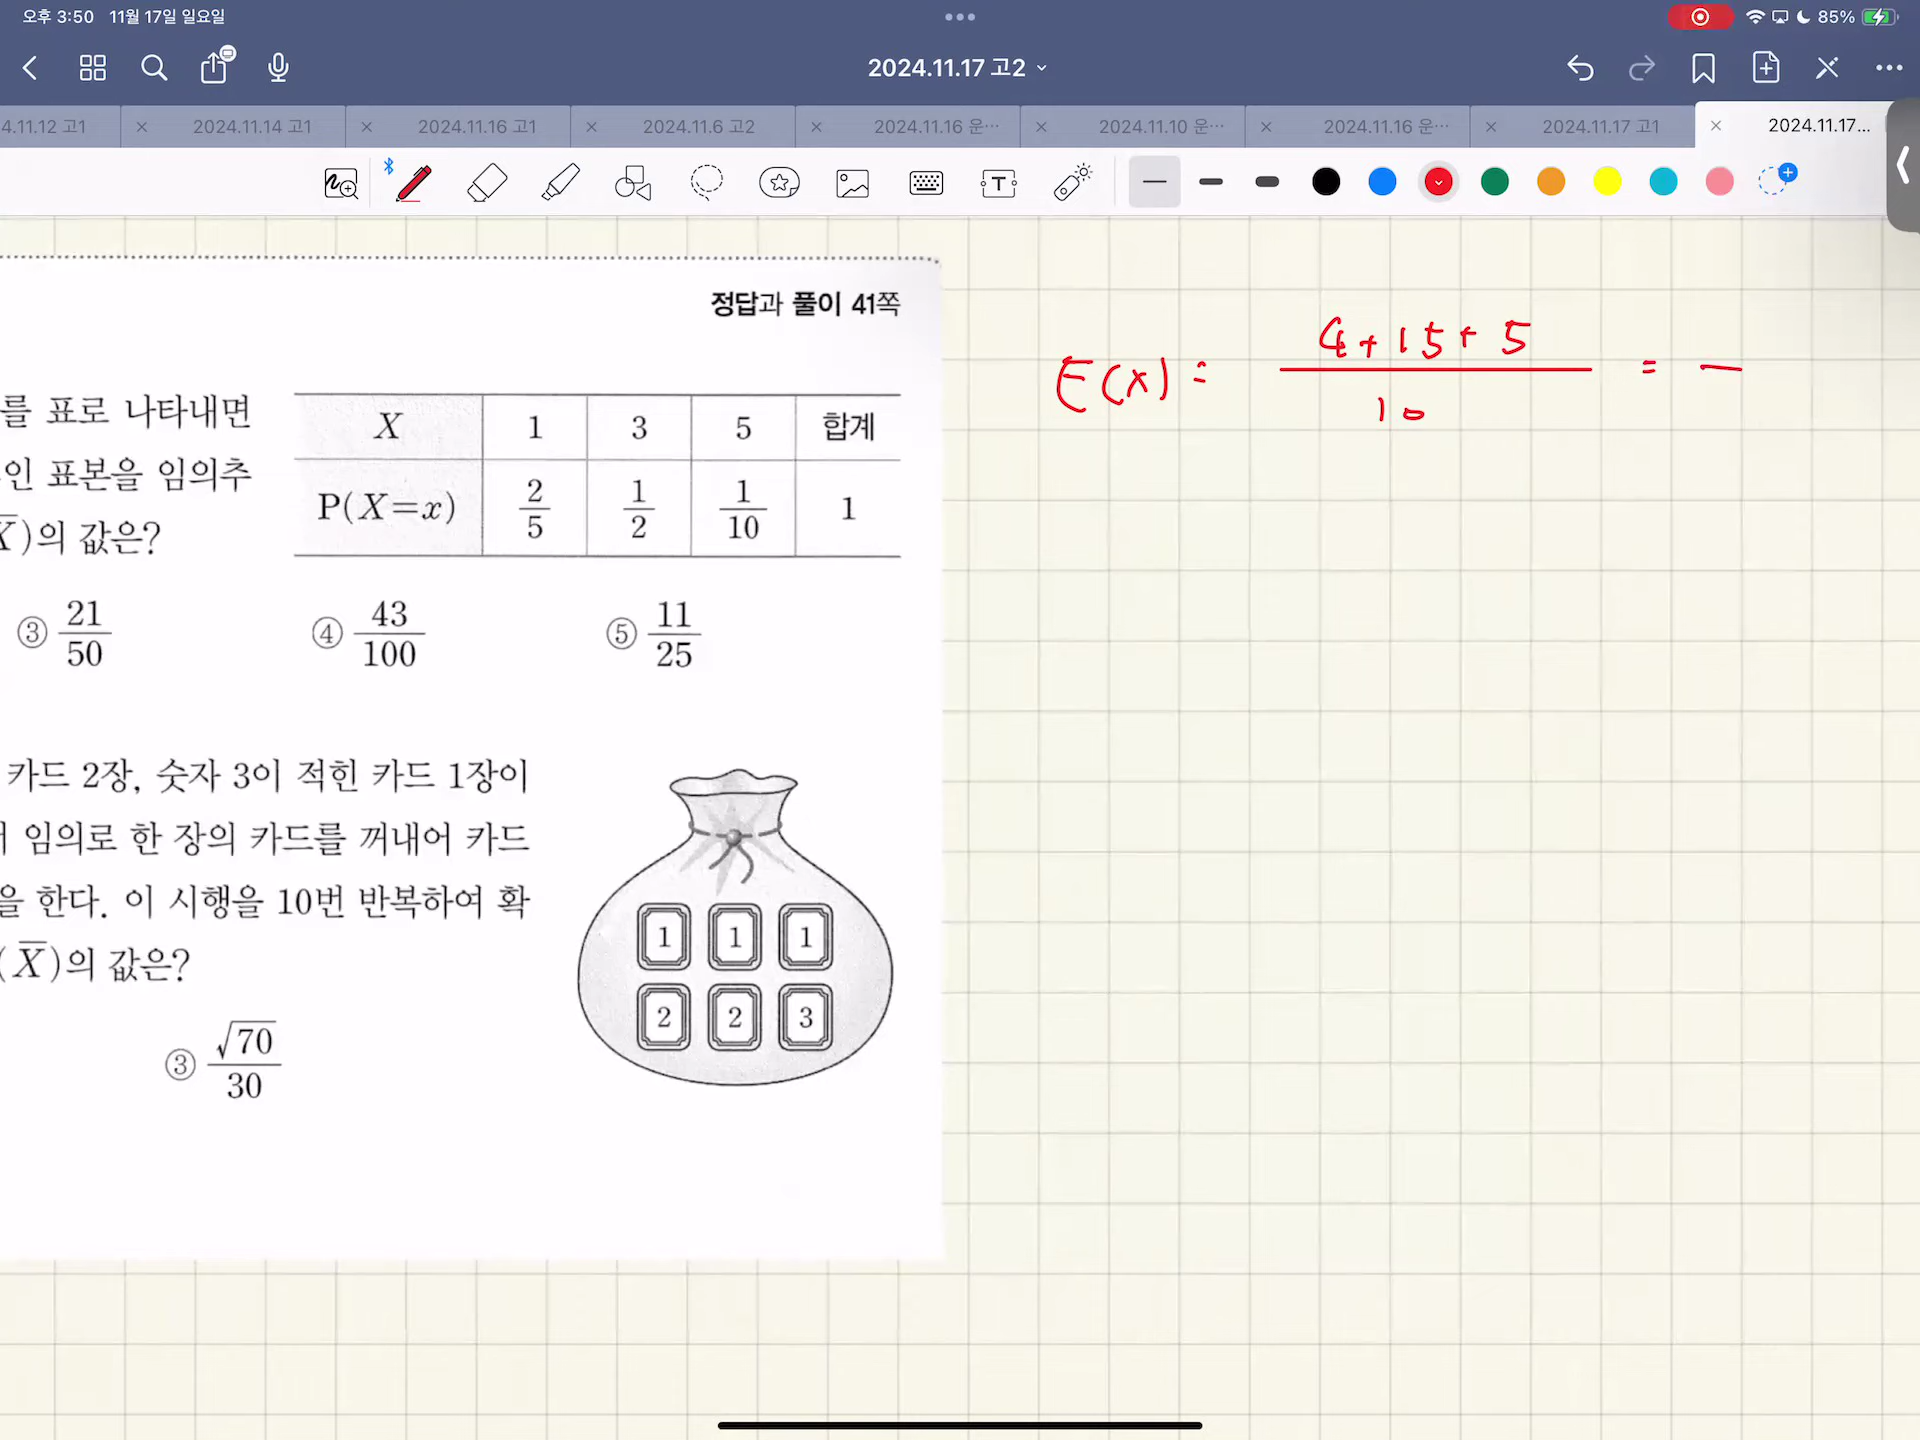 오후 3:50 11월 17일 일요일
85%
2024.11.17 고2
4.11.12 고1
2024.11.14 고1
2024.11.16 고1
2024.11.6 고2
2024.11.16 운…
2024.11.10 운…
2024.11.16 운…
2024.11.17 고1
2024.11.17...
정답과 풀이 41쪽
를 표로 나타내면
인 표본을 임의추
X̄)의 값은?
X 1 3 5 합계
P(X=x) 2/5 1/2 1/10 1
③ 21/50 ④ 43/100 ⑤ 11/25
카드 2장, 숫자 3이 적힌 카드 1장이
임의로 한 장의 카드를 꺼내어 카드
을 한다. 이 시행을 10번 반복하여 확
(X̄)의 값은?
③ √70/30
1 1 1
2 2 3
E(X) = (4+15+5)/10 = —